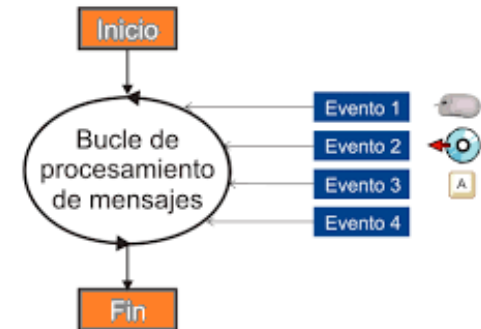 Inicio
Bucle de
procesamiento
de mensajes
Evento 1
Evento 2
Evento 3
A
Evento 4
Fin